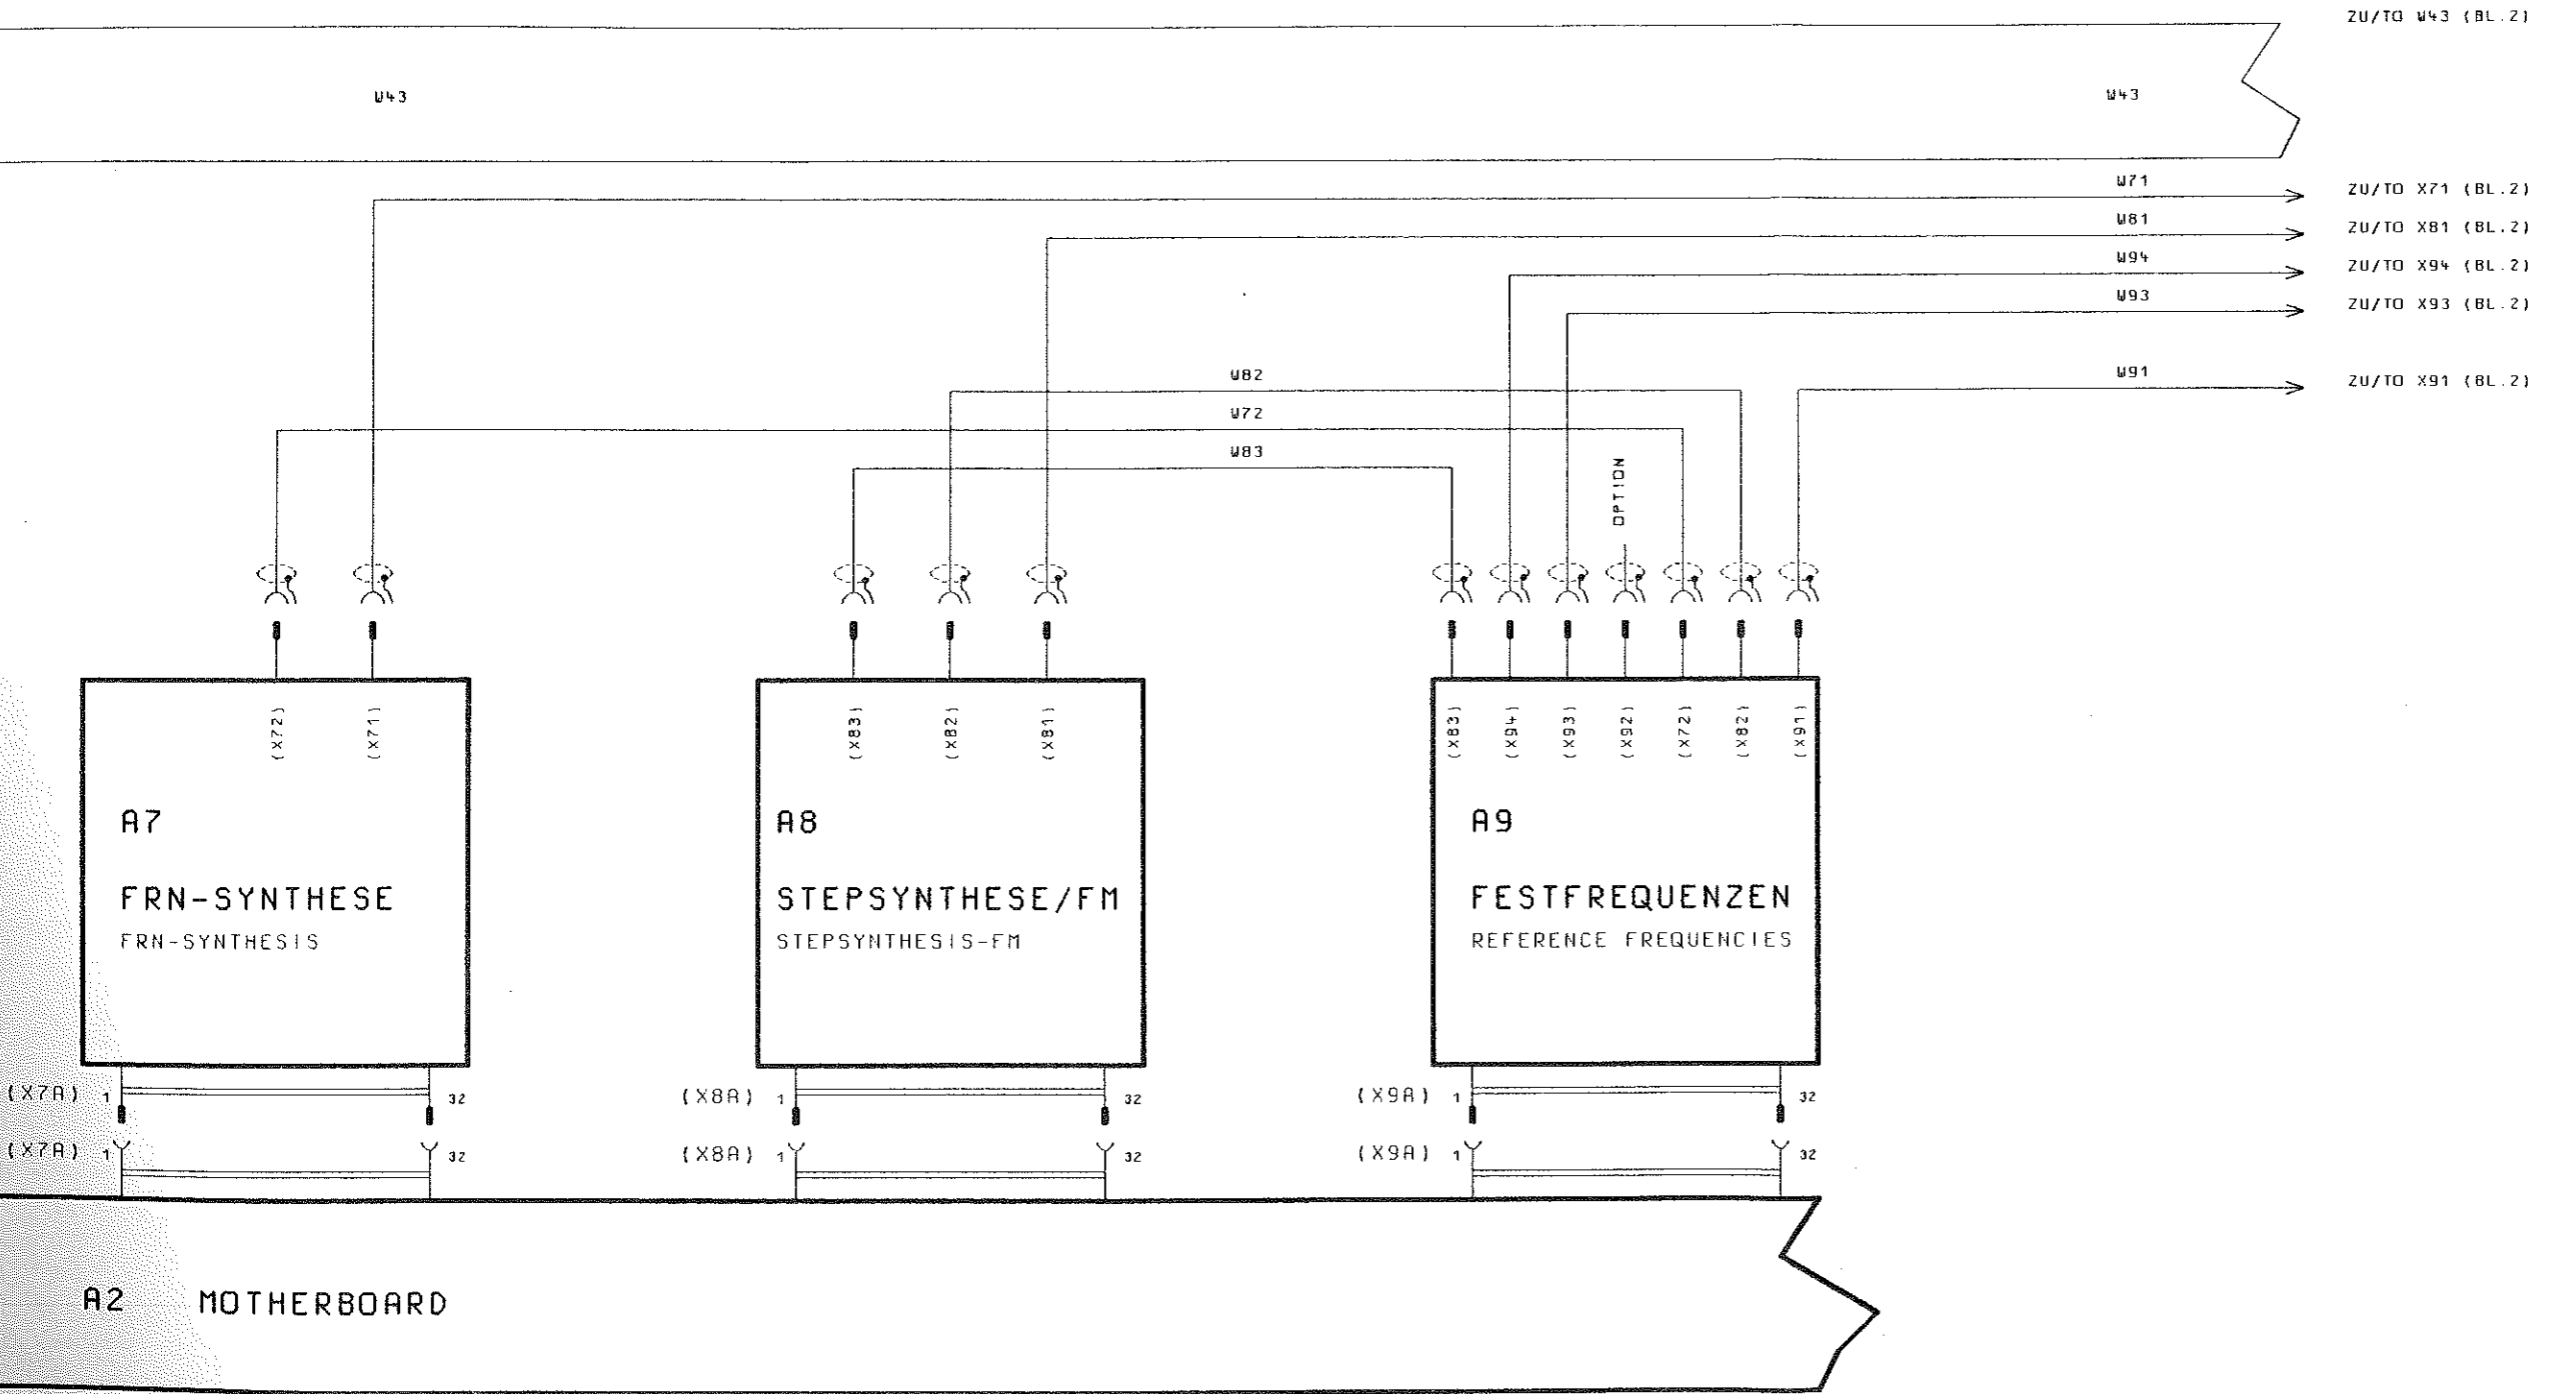 ZU/TO W43 (BL.2)
W43
W43
W71
ZU/TO X71 (BL.2)
W81
ZU/TO X81 (BL.2)
W94
ZU/TO X94 (BL.2)
W93
ZU/TO X93 (BL.2)
W82
W91
ZU/TO X91 (BL.2)
W72
W83
OPTION
(X72)
(X71)
(X83)
(X82)
(X81)
(X83)
(X94)
(X93)
(X92)
(X72)
(X82)
(X91)
A7
A8
A9
FRN-SYNTHESE
STEPSYNTHESE/FM
FESTFREQUENZEN
FRN-SYNTHESIS
STEPSYNTHESIS-FM
REFERENCE FREQUENCIES
(X7A) 1 32
(X8A) 1 32
(X9A) 1 32
(X7A) 1 32
(X8A) 1 32
(X9A) 1 32
A2 MOTHERBOARD